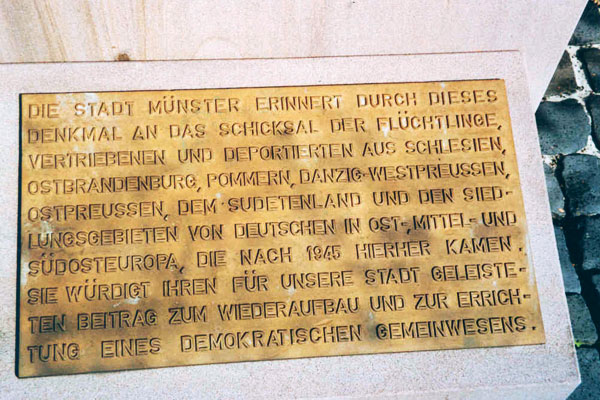 DIE STADT MÜNSTER ERINNERT DURCH DIESES
DENKMAL AN DAS SCHICKSAL DER FLÜCHTLINGE,
VERTRIEBENEN UND DEPORTIERTEN AUS SCHLESIEN,
OSTBRANDENBURG, POMMERN, DANZIG-WESTPREUSSEN,
OSTPREUSSEN, DEM SUDETENLAND UND DEN SIED-
LUNGSGEBIETEN VON DEUTSCHEN IN OST-, MITTEL- UND
SÜDOSTEUROPA, DIE NACH 1945 HIERHER KAMEN.
SIE WÜRDIGT IHREN FÜR UNSERE STADT GELEISTE-
TEN BEITRAG ZUM WIEDERAUFBAU UND ZUR ERRICH-
TUNG EINES DEMOKRATISCHEN GEMEINWESENS.